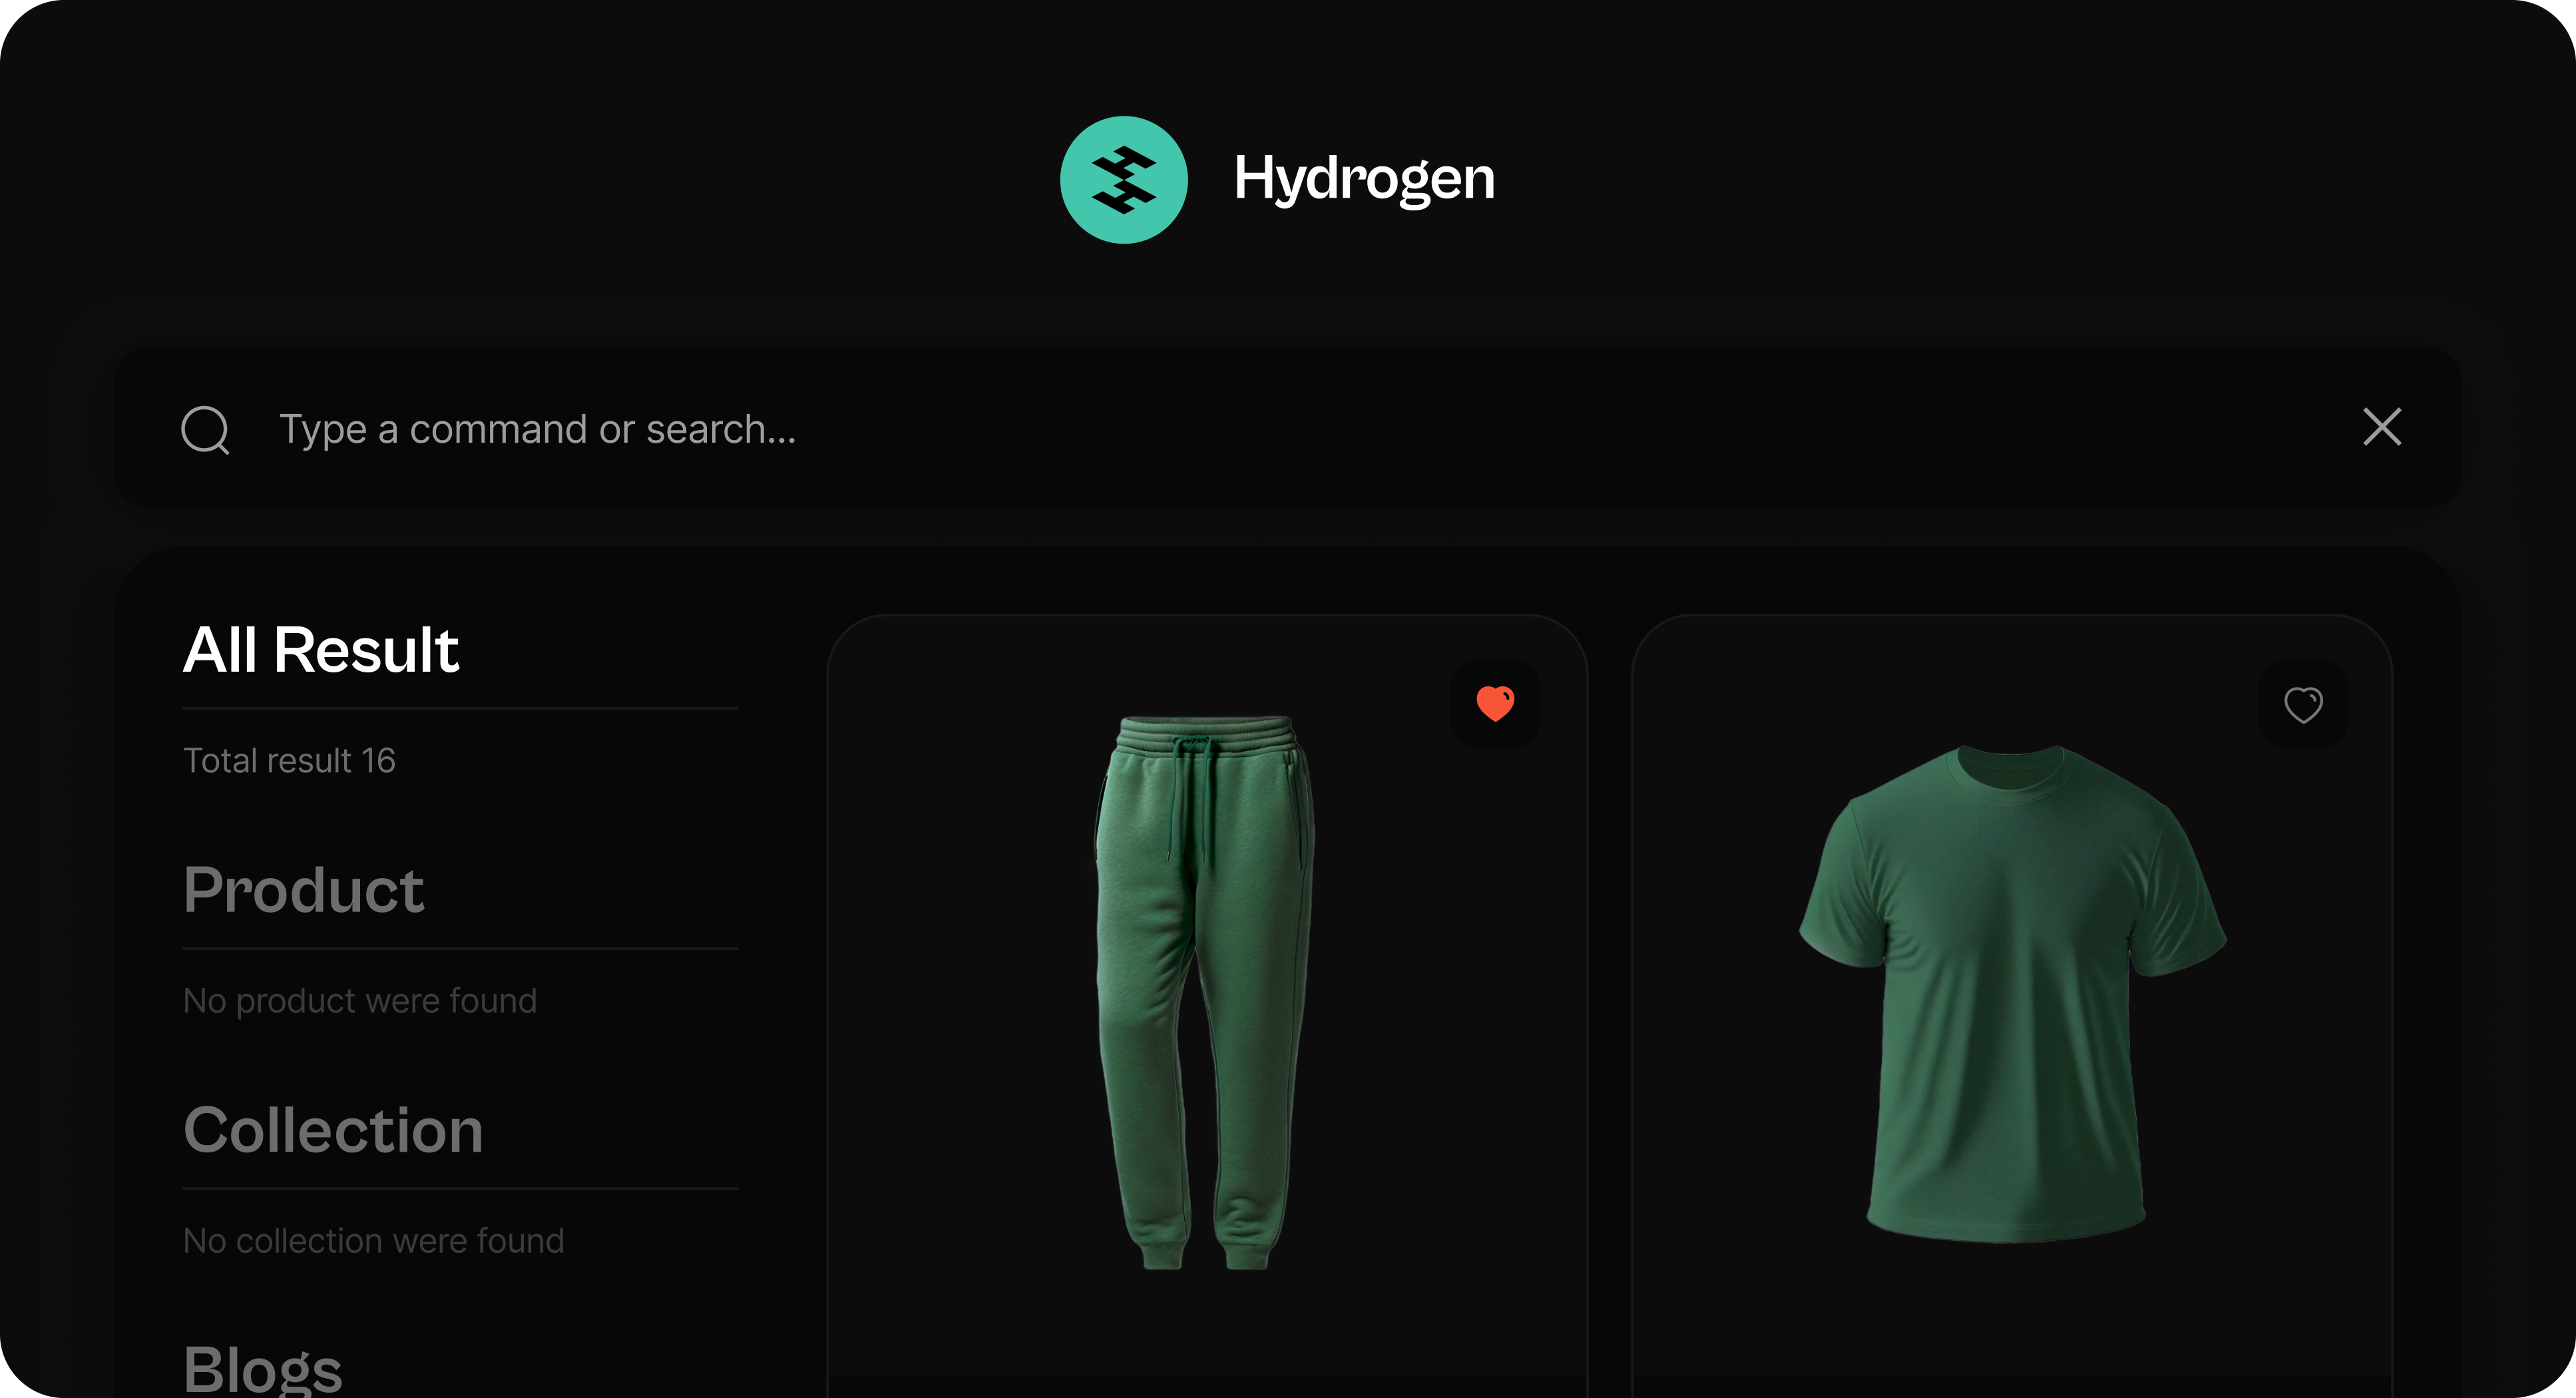 Hydrogen
Type a command or search...
All Result
Total result 16
Product
No product were found
Collection
No collection were found
Blogs